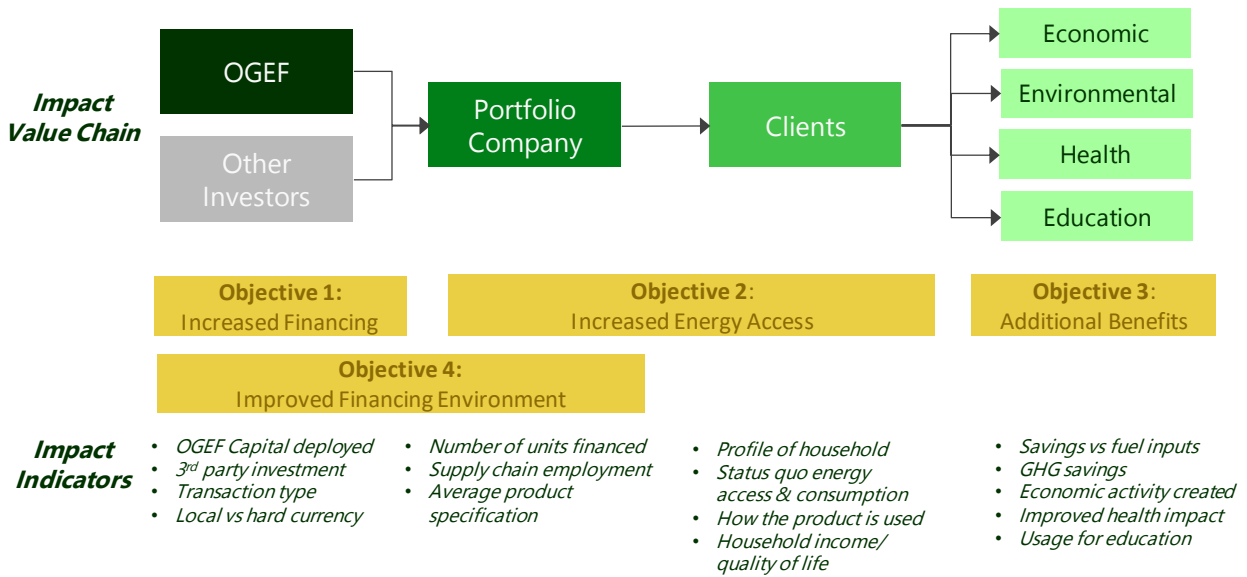 Impact
Value Chain
OGEF
Other
Investors
Portfolio
Company
Clients
Economic
Environmental
Health
Education
Objective 1:
Increased Financing
Objective 2:
Increased Energy Access
Objective 3:
Additional Benefits
Objective 4:
Improved Financing Environment
Impact
Indicators
• OGEF Capital deployed
• 3rd party investment
• Transaction type
• Local vs hard currency
• Number of units financed
• Supply chain employment
• Average product
specification
• Profile of household
• Status quo energy
access & consumption
• How the product is used
• Household income/
quality of life
• Savings vs fuel inputs
• GHG savings
• Economic activity created
• Improved health impact
• Usage for education